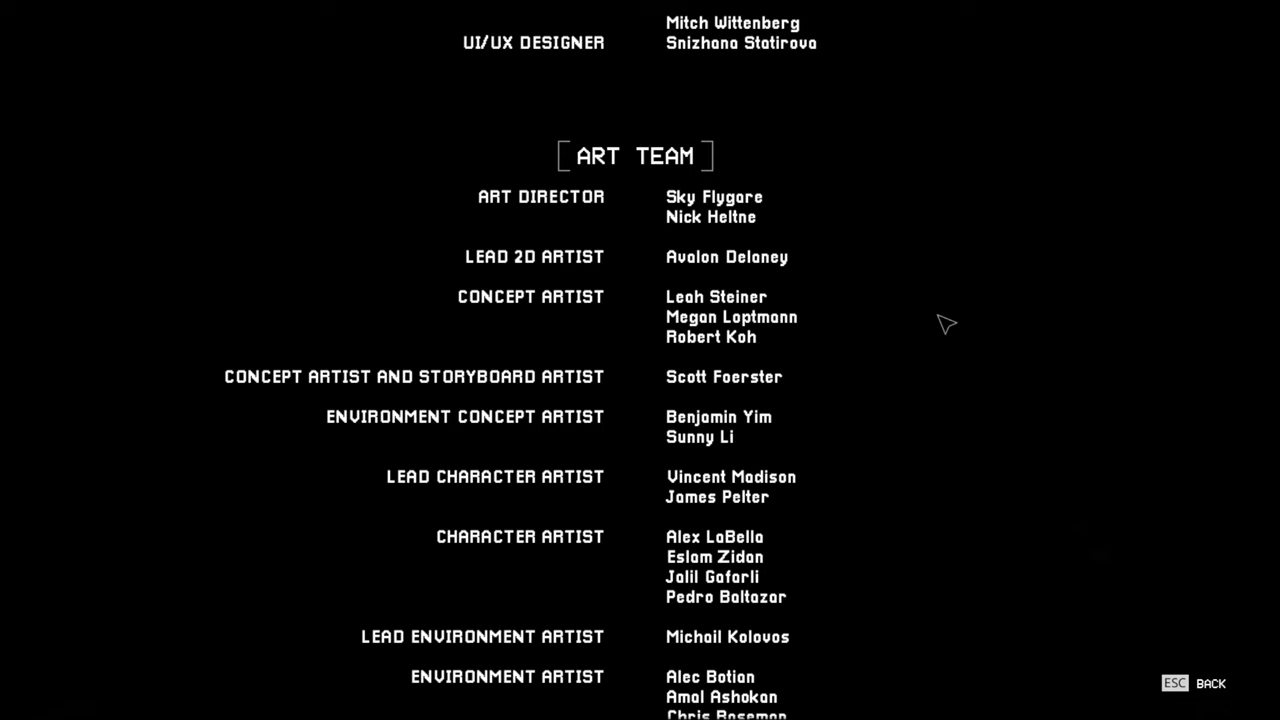 Mitch Wittenberg
UI/UX DESIGNER Snizhana Statirova
[ ART TEAM ]
ART DIRECTOR Sky Flygare
Nick Heltne
LEAD 2D ARTIST Avalon Delaney
CONCEPT ARTIST Leah Steiner
Megan Loptmann
Robert Koh
CONCEPT ARTIST AND STORYBOARD ARTIST Scott Foerster
ENVIRONMENT CONCEPT ARTIST Benjamin Yim
Sunny Li
LEAD CHARACTER ARTIST Vincent Madison
James Pelter
CHARACTER ARTIST Alex LaBella
Eslam Zidan
Jalil Gafarli
Pedro Baltazar
LEAD ENVIRONMENT ARTIST Michail Kolovos
ENVIRONMENT ARTIST Alec Botian
Amal Ashokan
Chris Roseman
ESC BACK